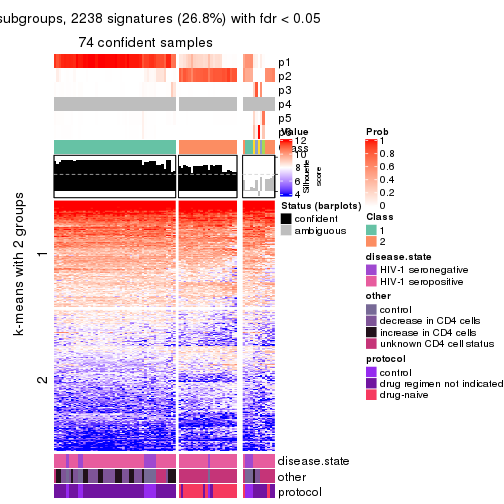 subgroups, 2238 signatures (26.8%) with fdr < 0.05
74 confident samples
p1
p2
p3
p4
p5
Value
12
10
8
6
4
Silhouette
score
Prob
1
0.8
0.6
0.4
0.2
0
Status (barplots)
confident
ambiguous
Class
1
2
disease.state
HIV-1 seronegative
HIV-1 seropositive
other
control
decrease in CD4 cells
increase in CD4 cells
unknown CD4 cell status
protocol
control
drug regimen not indicated
drug-naive
k-means with 2 groups
1
2
disease.state
other
protocol